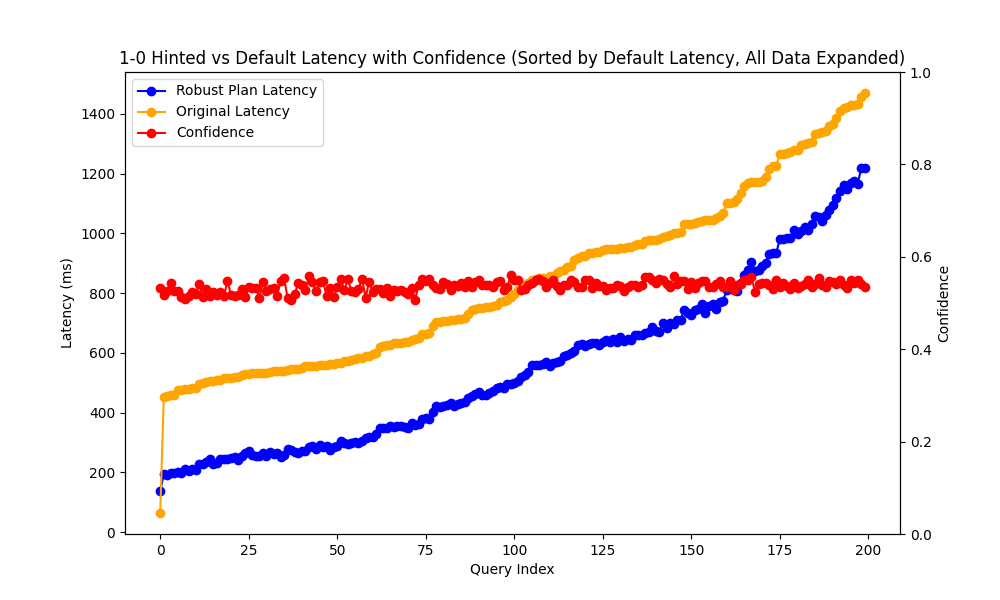 1-0 Hinted vs Default Latency with Confidence (Sorted by Default Latency, All Data Expanded)
Robust Plan Latency
Original Latency
Confidence
1400
1200
1000
800
600
400
200
0
Latency (ms)
1.0
0.8
0.6
0.4
0.2
0.0
Confidence
0 25 50 75 100 125 150 175 200
Query Index